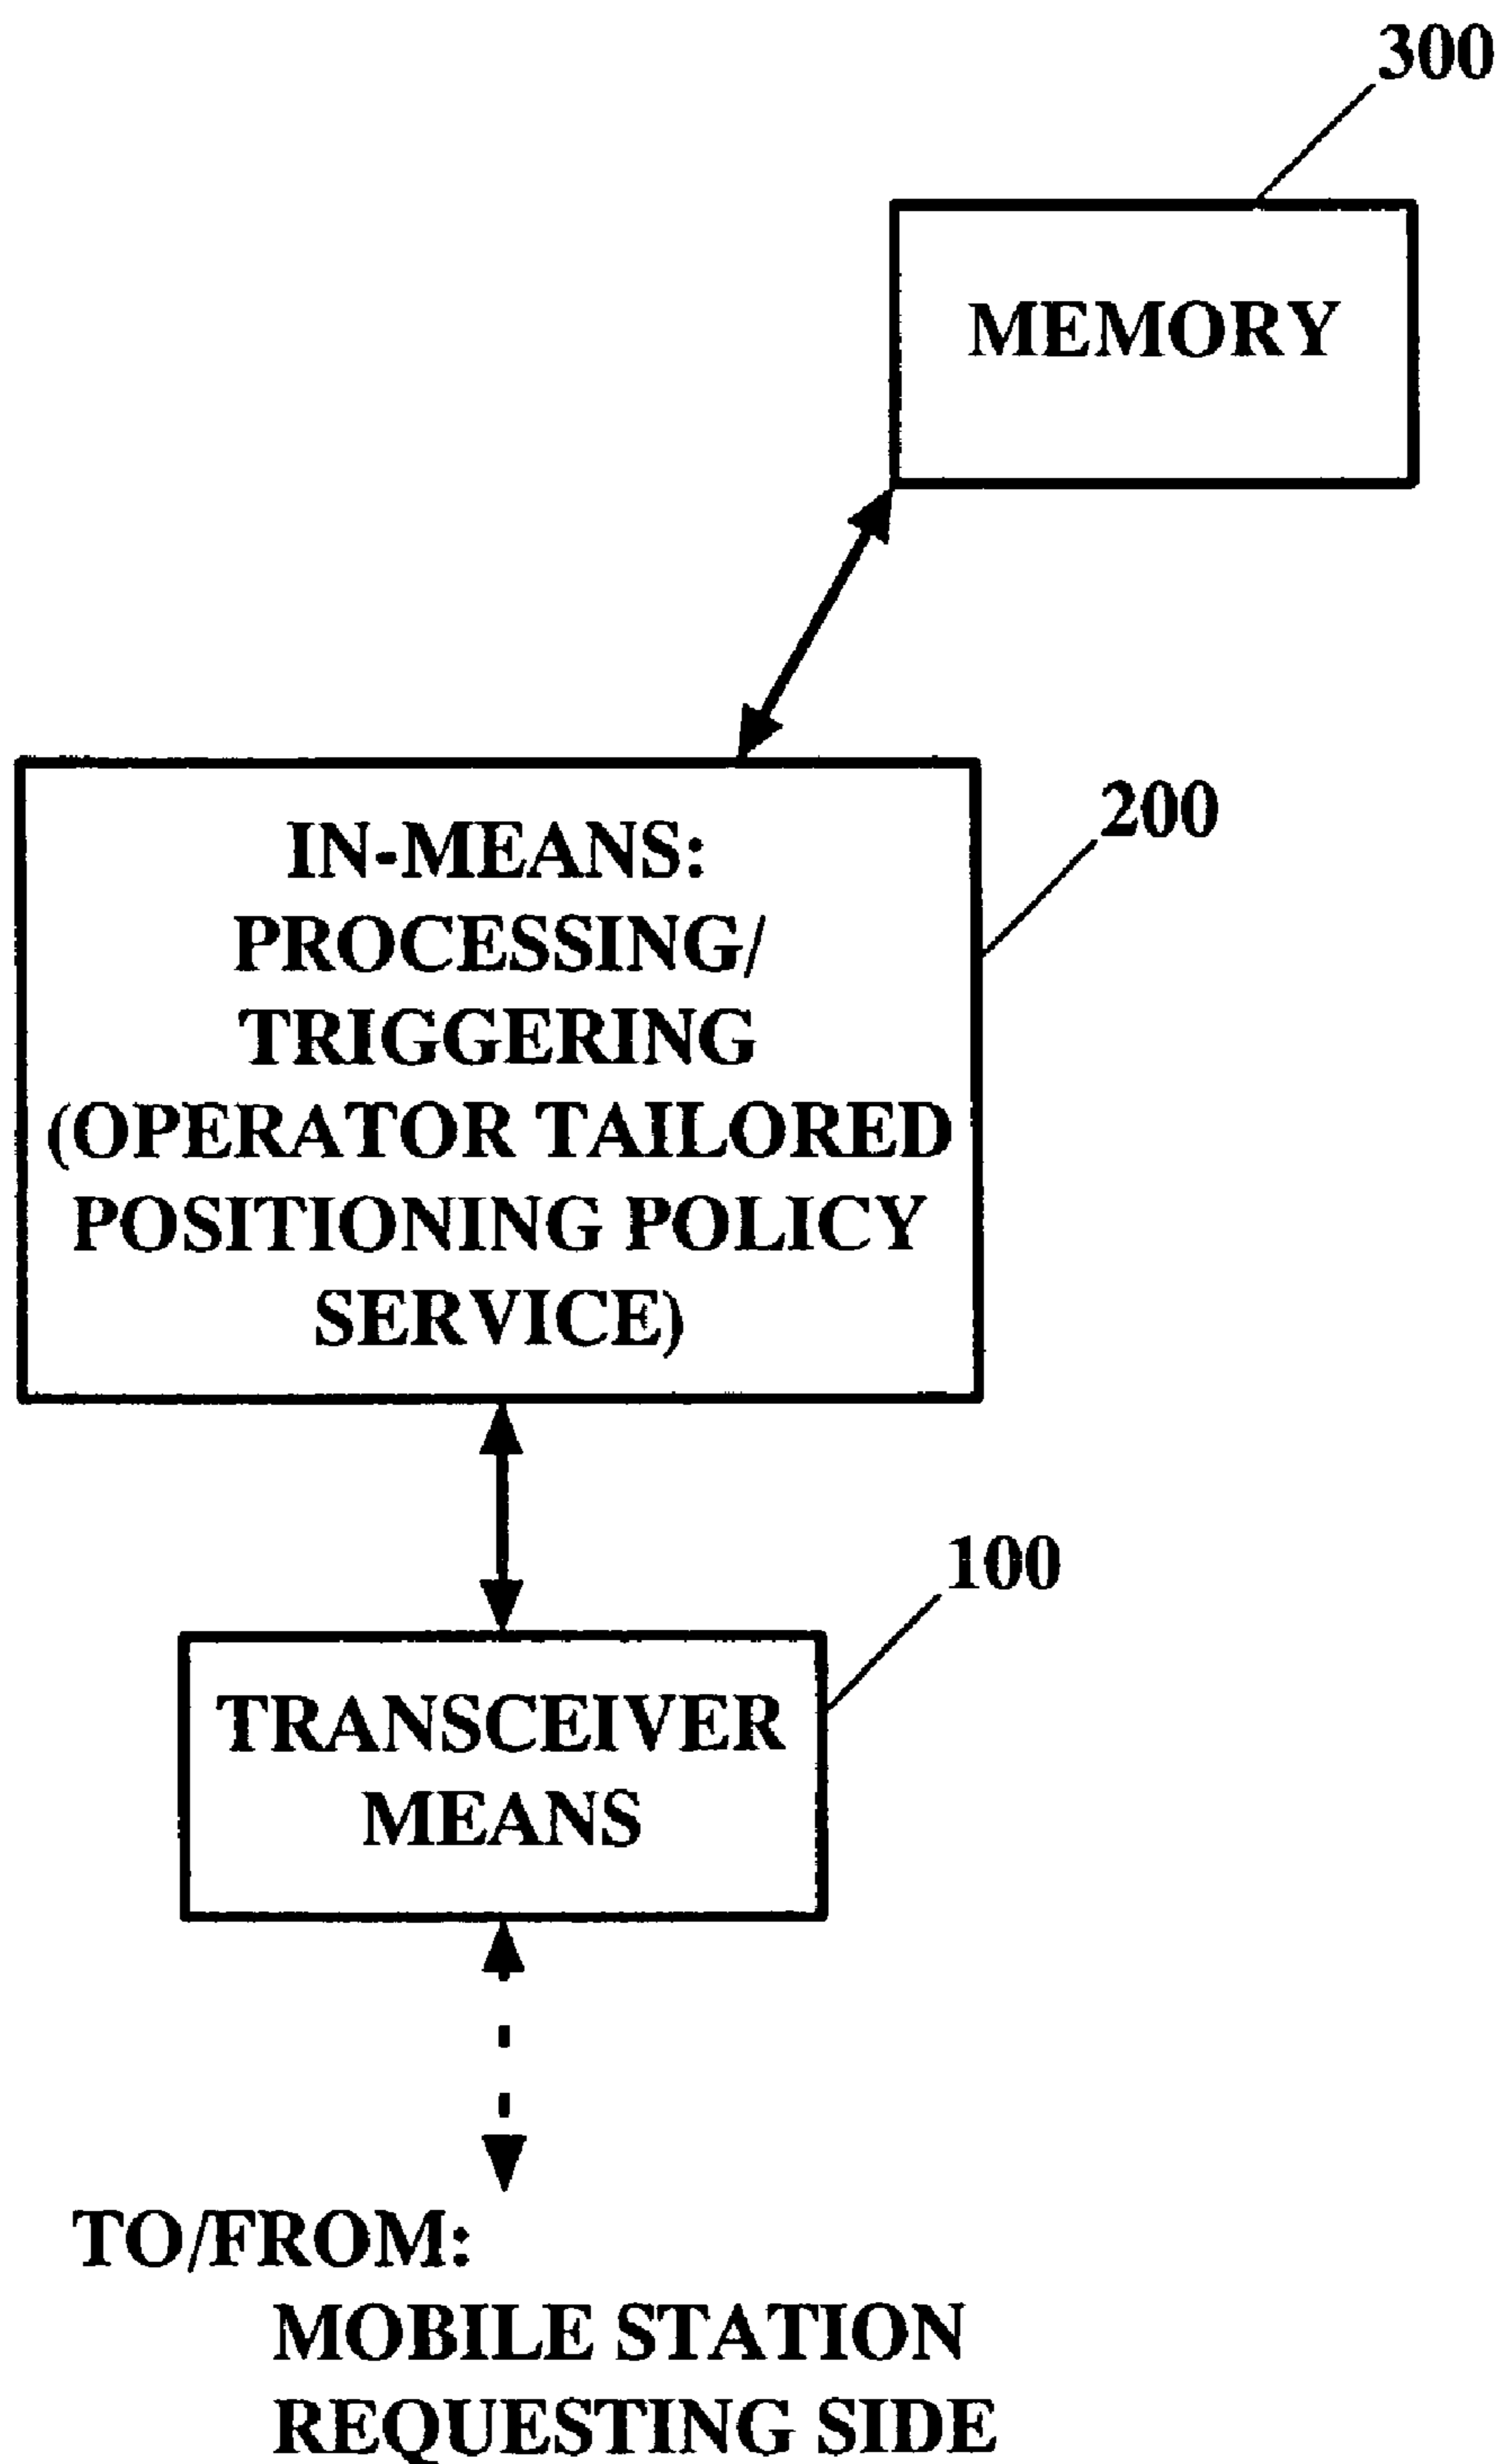 300
MEMORY
200
IN-MEANS:
PROCESSING/
TRIGGERING
(OPERATOR TAILORED
POSITIONING POLICY
SERVICE)
100
TRANSCEIVER
MEANS
TO/FROM:
MOBILE STATION
REQUESTING SIDE